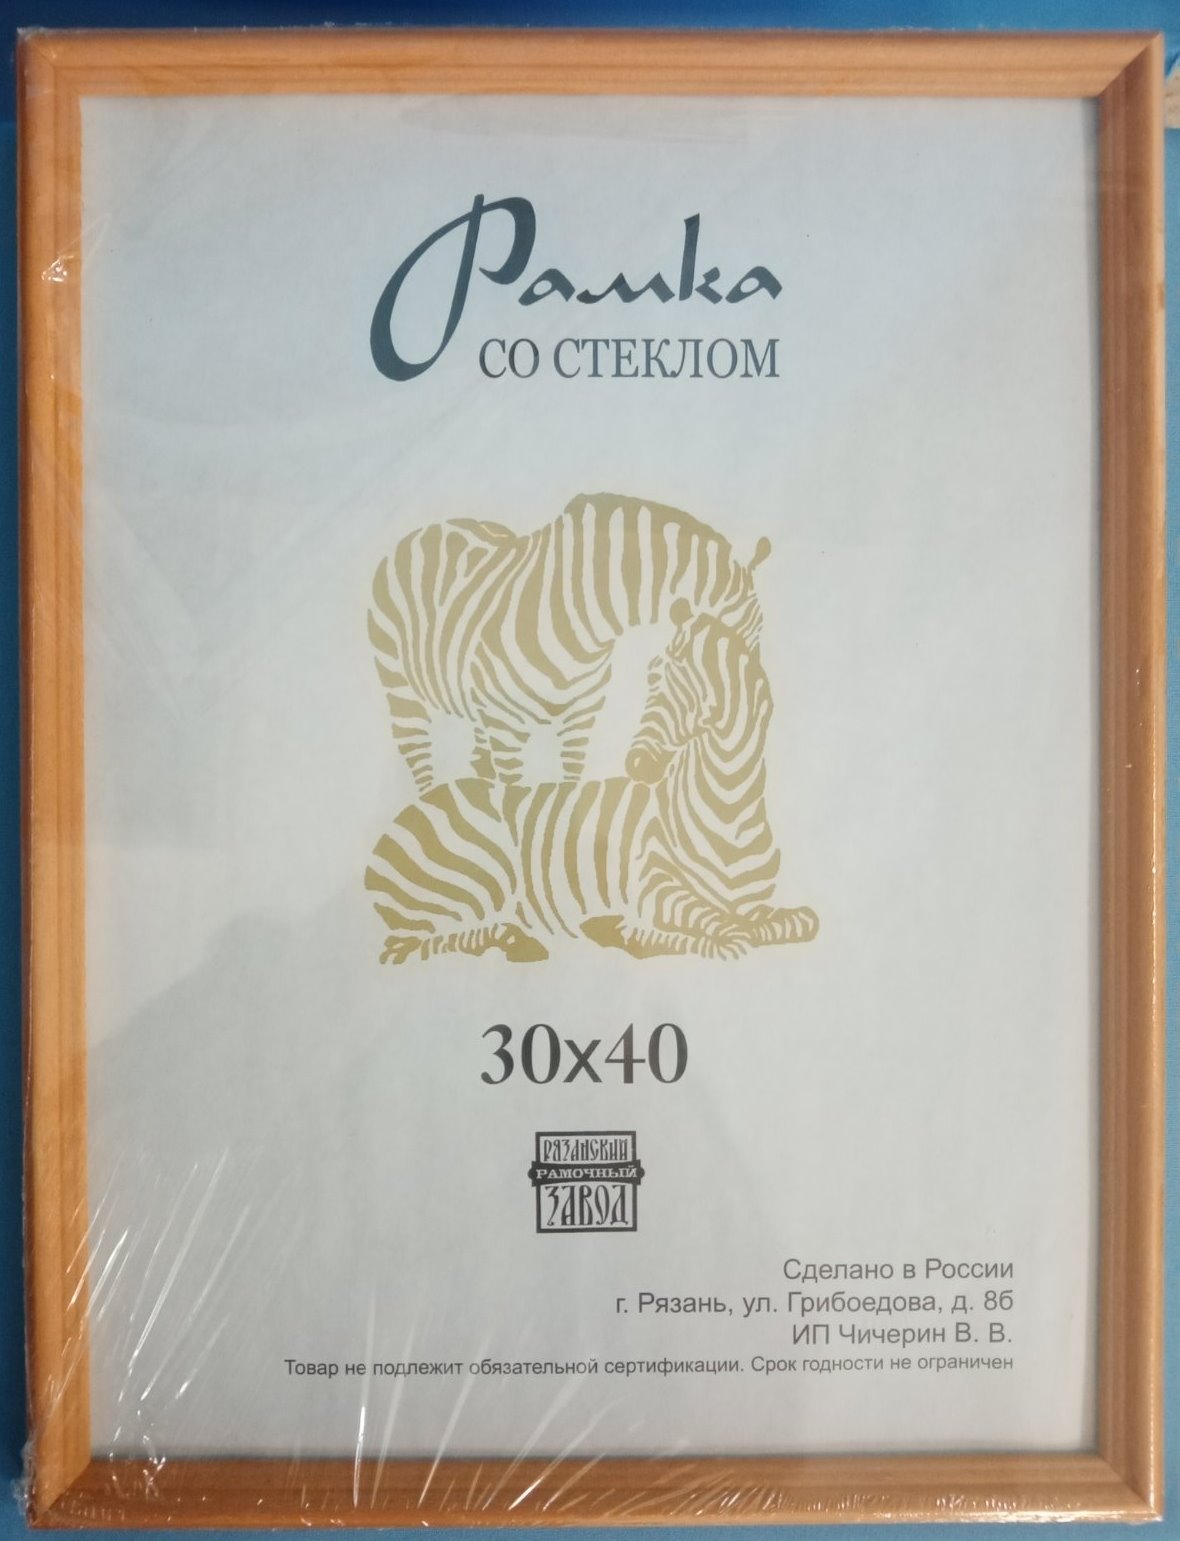 Рамка
СО СТЕКЛОМ
30x40
РЯЗАНСКИЙ
РАМОЧНЫЙ
ЗАВОД
Сделано в России
г. Рязань, ул. Грибоедова, д. 8б
ИП Чичерин В. В.
Товар не подлежит обязательной сертификации. Срок годности не ограничен